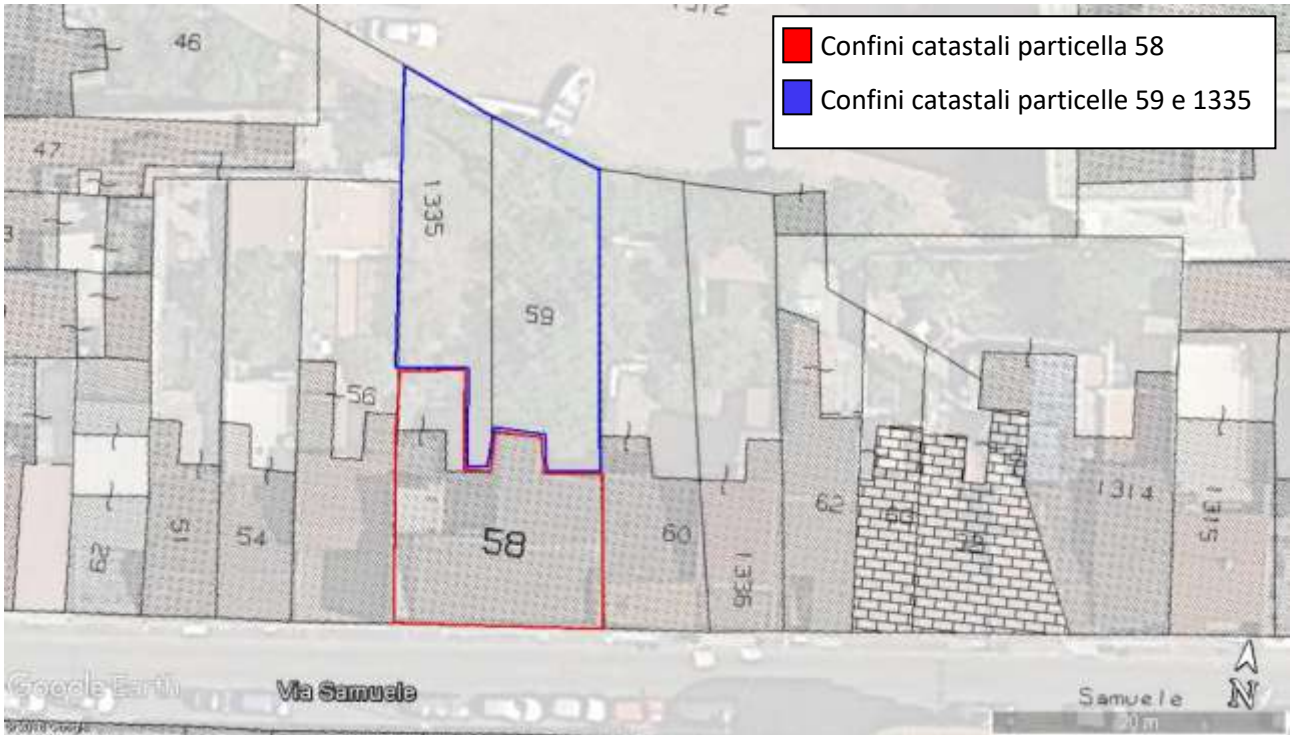 1312
Confini catastali particella 58
Confini catastali particelle 59 e 1335
46
47
1335
59
56
58
51
54
29
60
1336
62
1314
1315
Google Earth
Via Samuele
Samuele
N